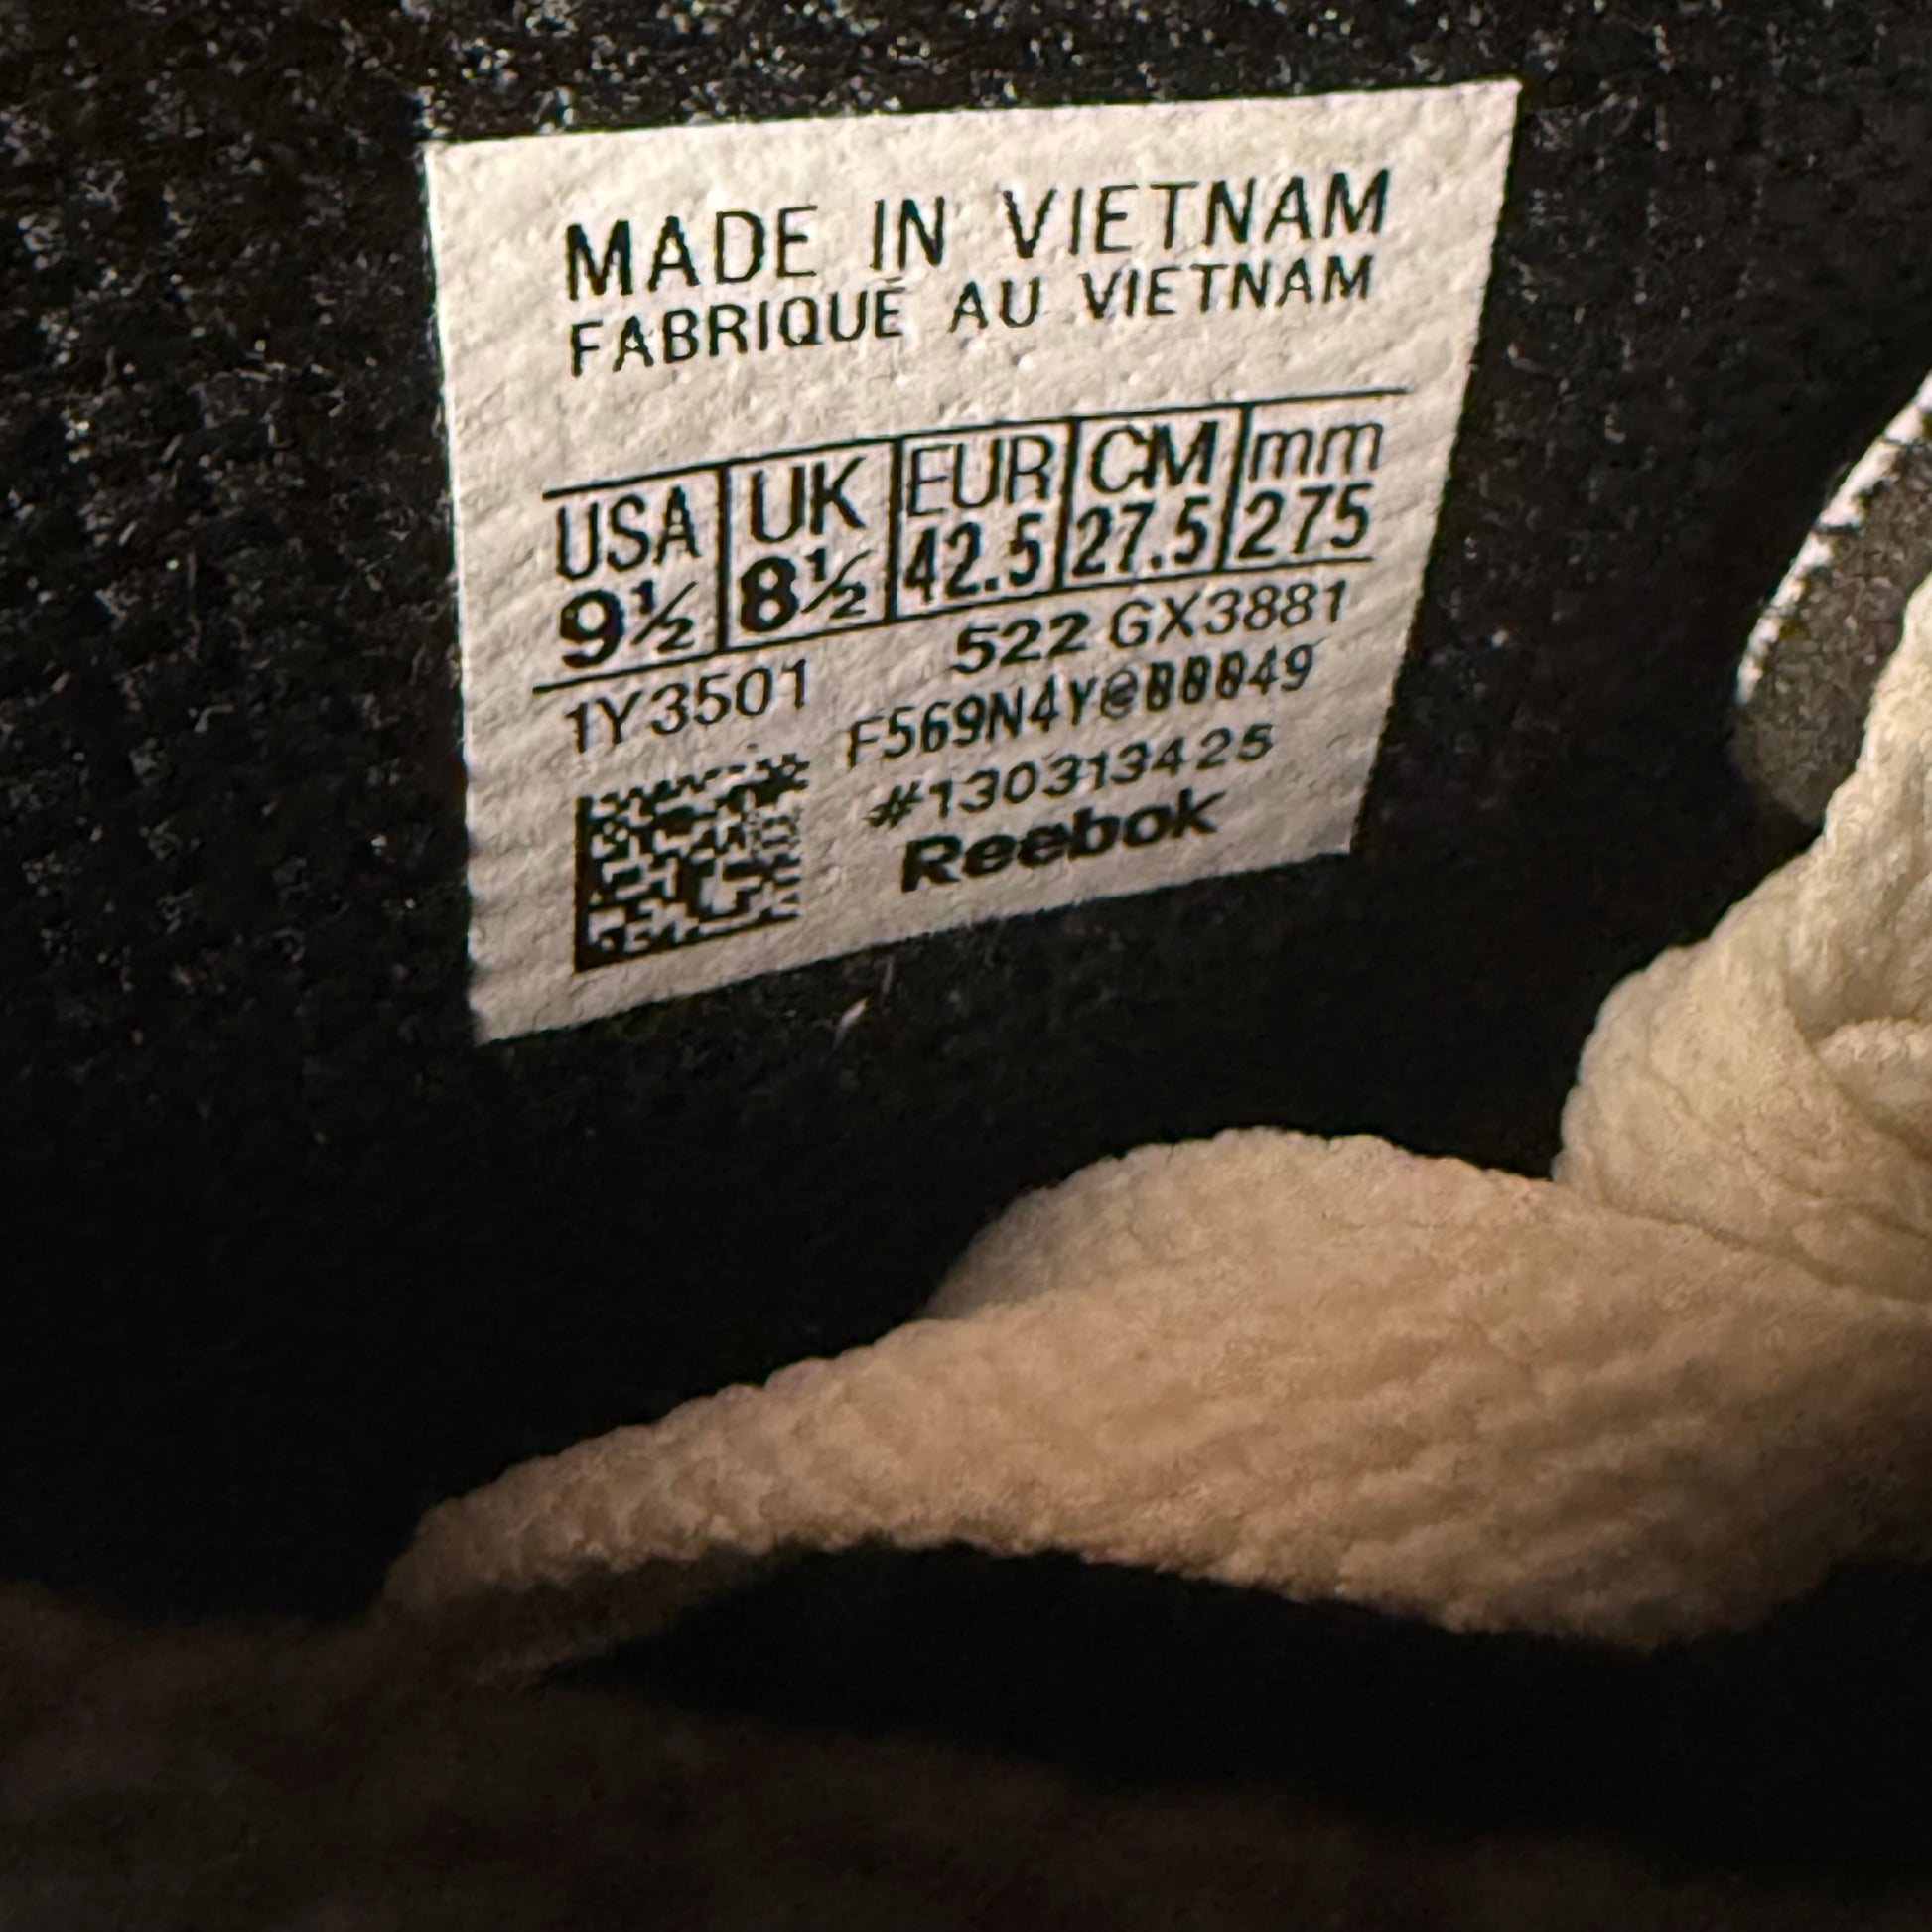 MADE IN VIETNAM
FABRIQUÉ AU VIETNAM
USA UK EUR CM mm
9½ 8½ 42.5 27.5 275
522 GX3881
1Y3501
#130313425
Reebok